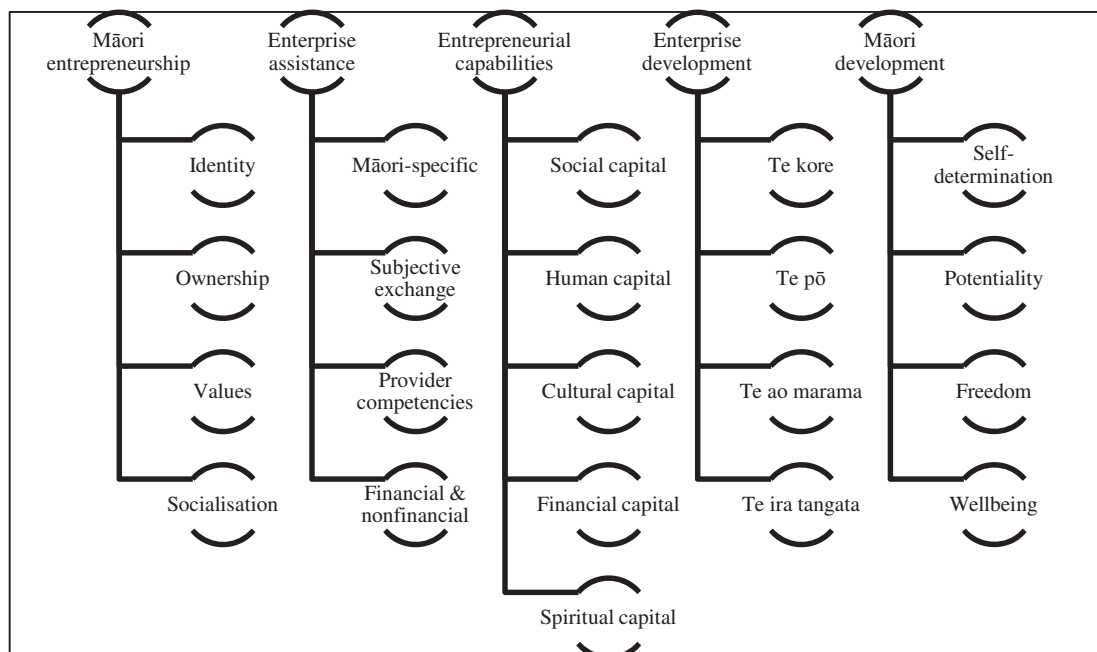 Māori
entrepreneurship
Identity
Ownership
Values
Socialisation
Enterprise
assistance
Māori-specific
Subjective
exchange
Provider
competencies
Financial &
nonfinancial
Entrepreneurial
capabilities
Social capital
Human capital
Cultural capital
Financial capital
Spiritual capital
Enterprise
development
Te kore
Te pō
Te ao marama
Te ira tangata
Māori
development
Self-
determination
Potentiality
Freedom
Wellbeing